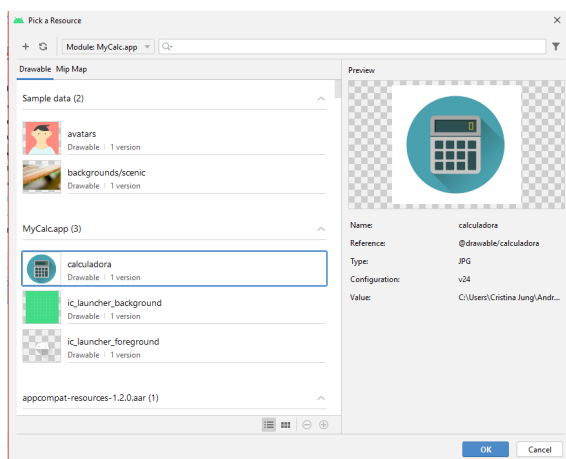 Pick a Resource
Module: MyCalc.app
Drawable Mip Map
Sample data (2)
avatars
Drawable | 1 version
backgrounds/scenic
Drawable | 1 version
MyCalc.app (3)
calculadora
Drawable | 1 version
ic_launcher_background
Drawable | 1 version
ic_launcher_foreground
Drawable | 1 version
appcompat-resources-1.2.0.aar (1)
Preview
0
Name: calculadora
Reference: @drawable/calculadora
Type: JPG
Configuration: v24
Value: C:\Users\Cristina Jung\Andr...
OK Cancel